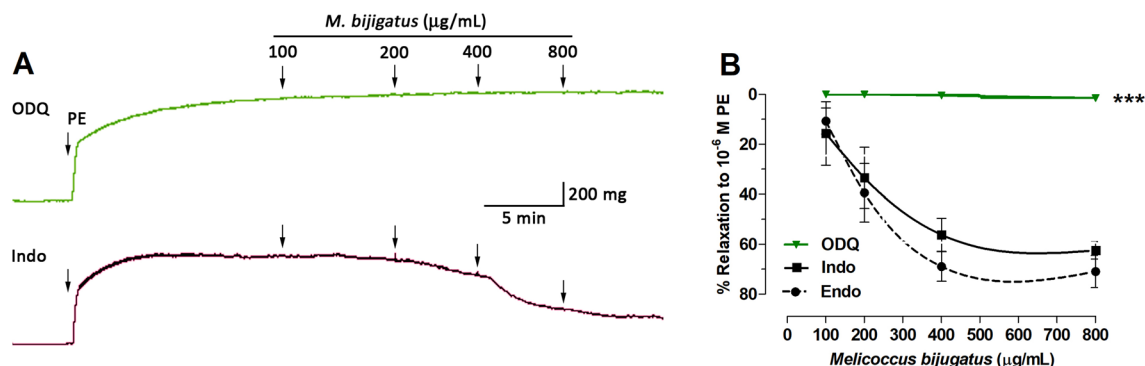 M. bijigatus (µg/mL)
A
100 200 400 800
ODQ
PE
200 mg
5 min
Indo
B
0
20
40
60
80
% Relaxation to 10⁻⁶ M PE
***
ODQ
Indo
Endo
0 100 200 300 400 500 600 700 800
Melicoccus bijugatus (µg/mL)